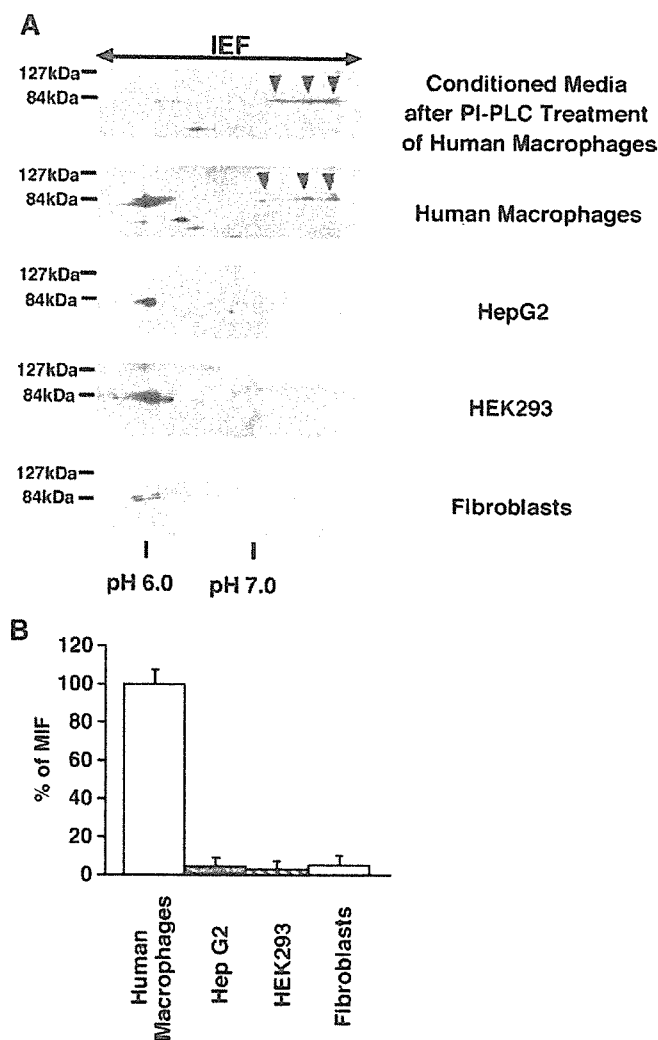 A
IEF
127kDa
84kDa
Conditioned Media
after PI-PLC Treatment
of Human Macrophages
127kDa
84kDa
Human Macrophages
127kDa
84kDa
HepG2
127kDa
84kDa
HEK293
127kDa
84kDa
Fibroblasts
pH 6.0 pH 7.0
B
% of MIF
120
100
80
60
40
20
0
Human
Macrophages
Hep G2
HEK293
Fibroblasts